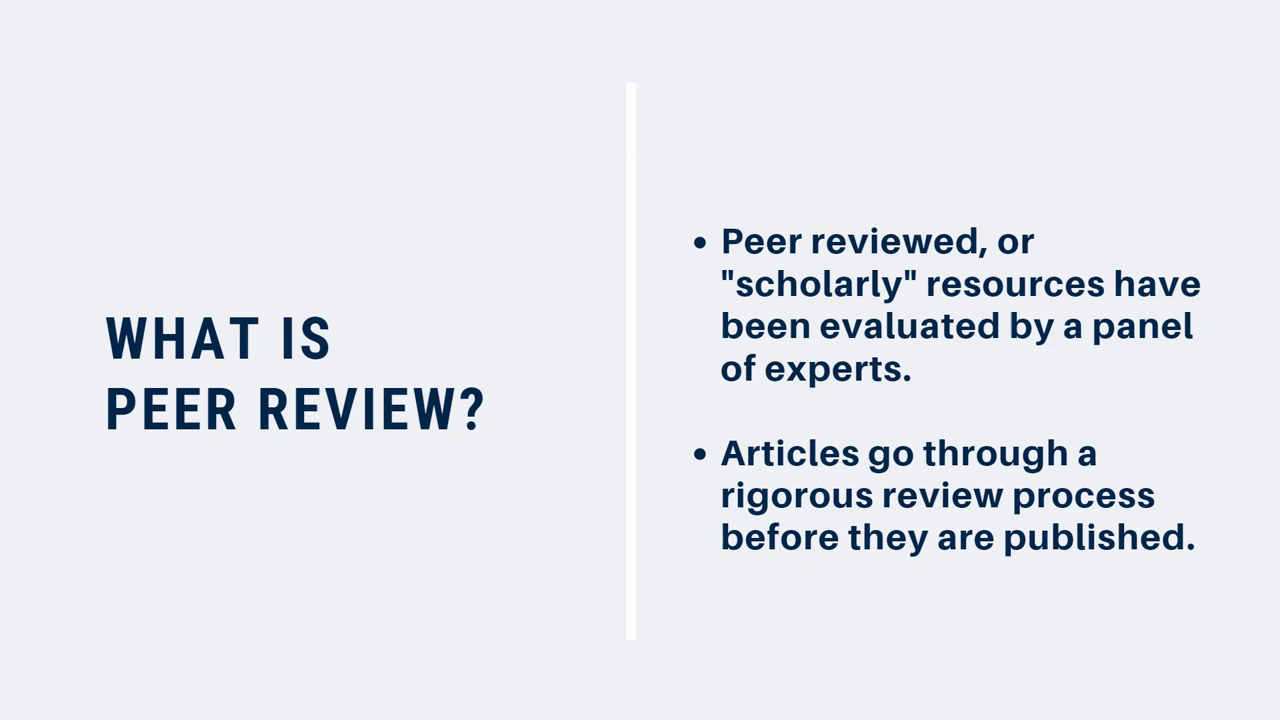 WHAT IS
PEER REVIEW?
• Peer reviewed, or
"scholarly" resources have
been evaluated by a panel
of experts.
• Articles go through a
rigorous review process
before they are published.